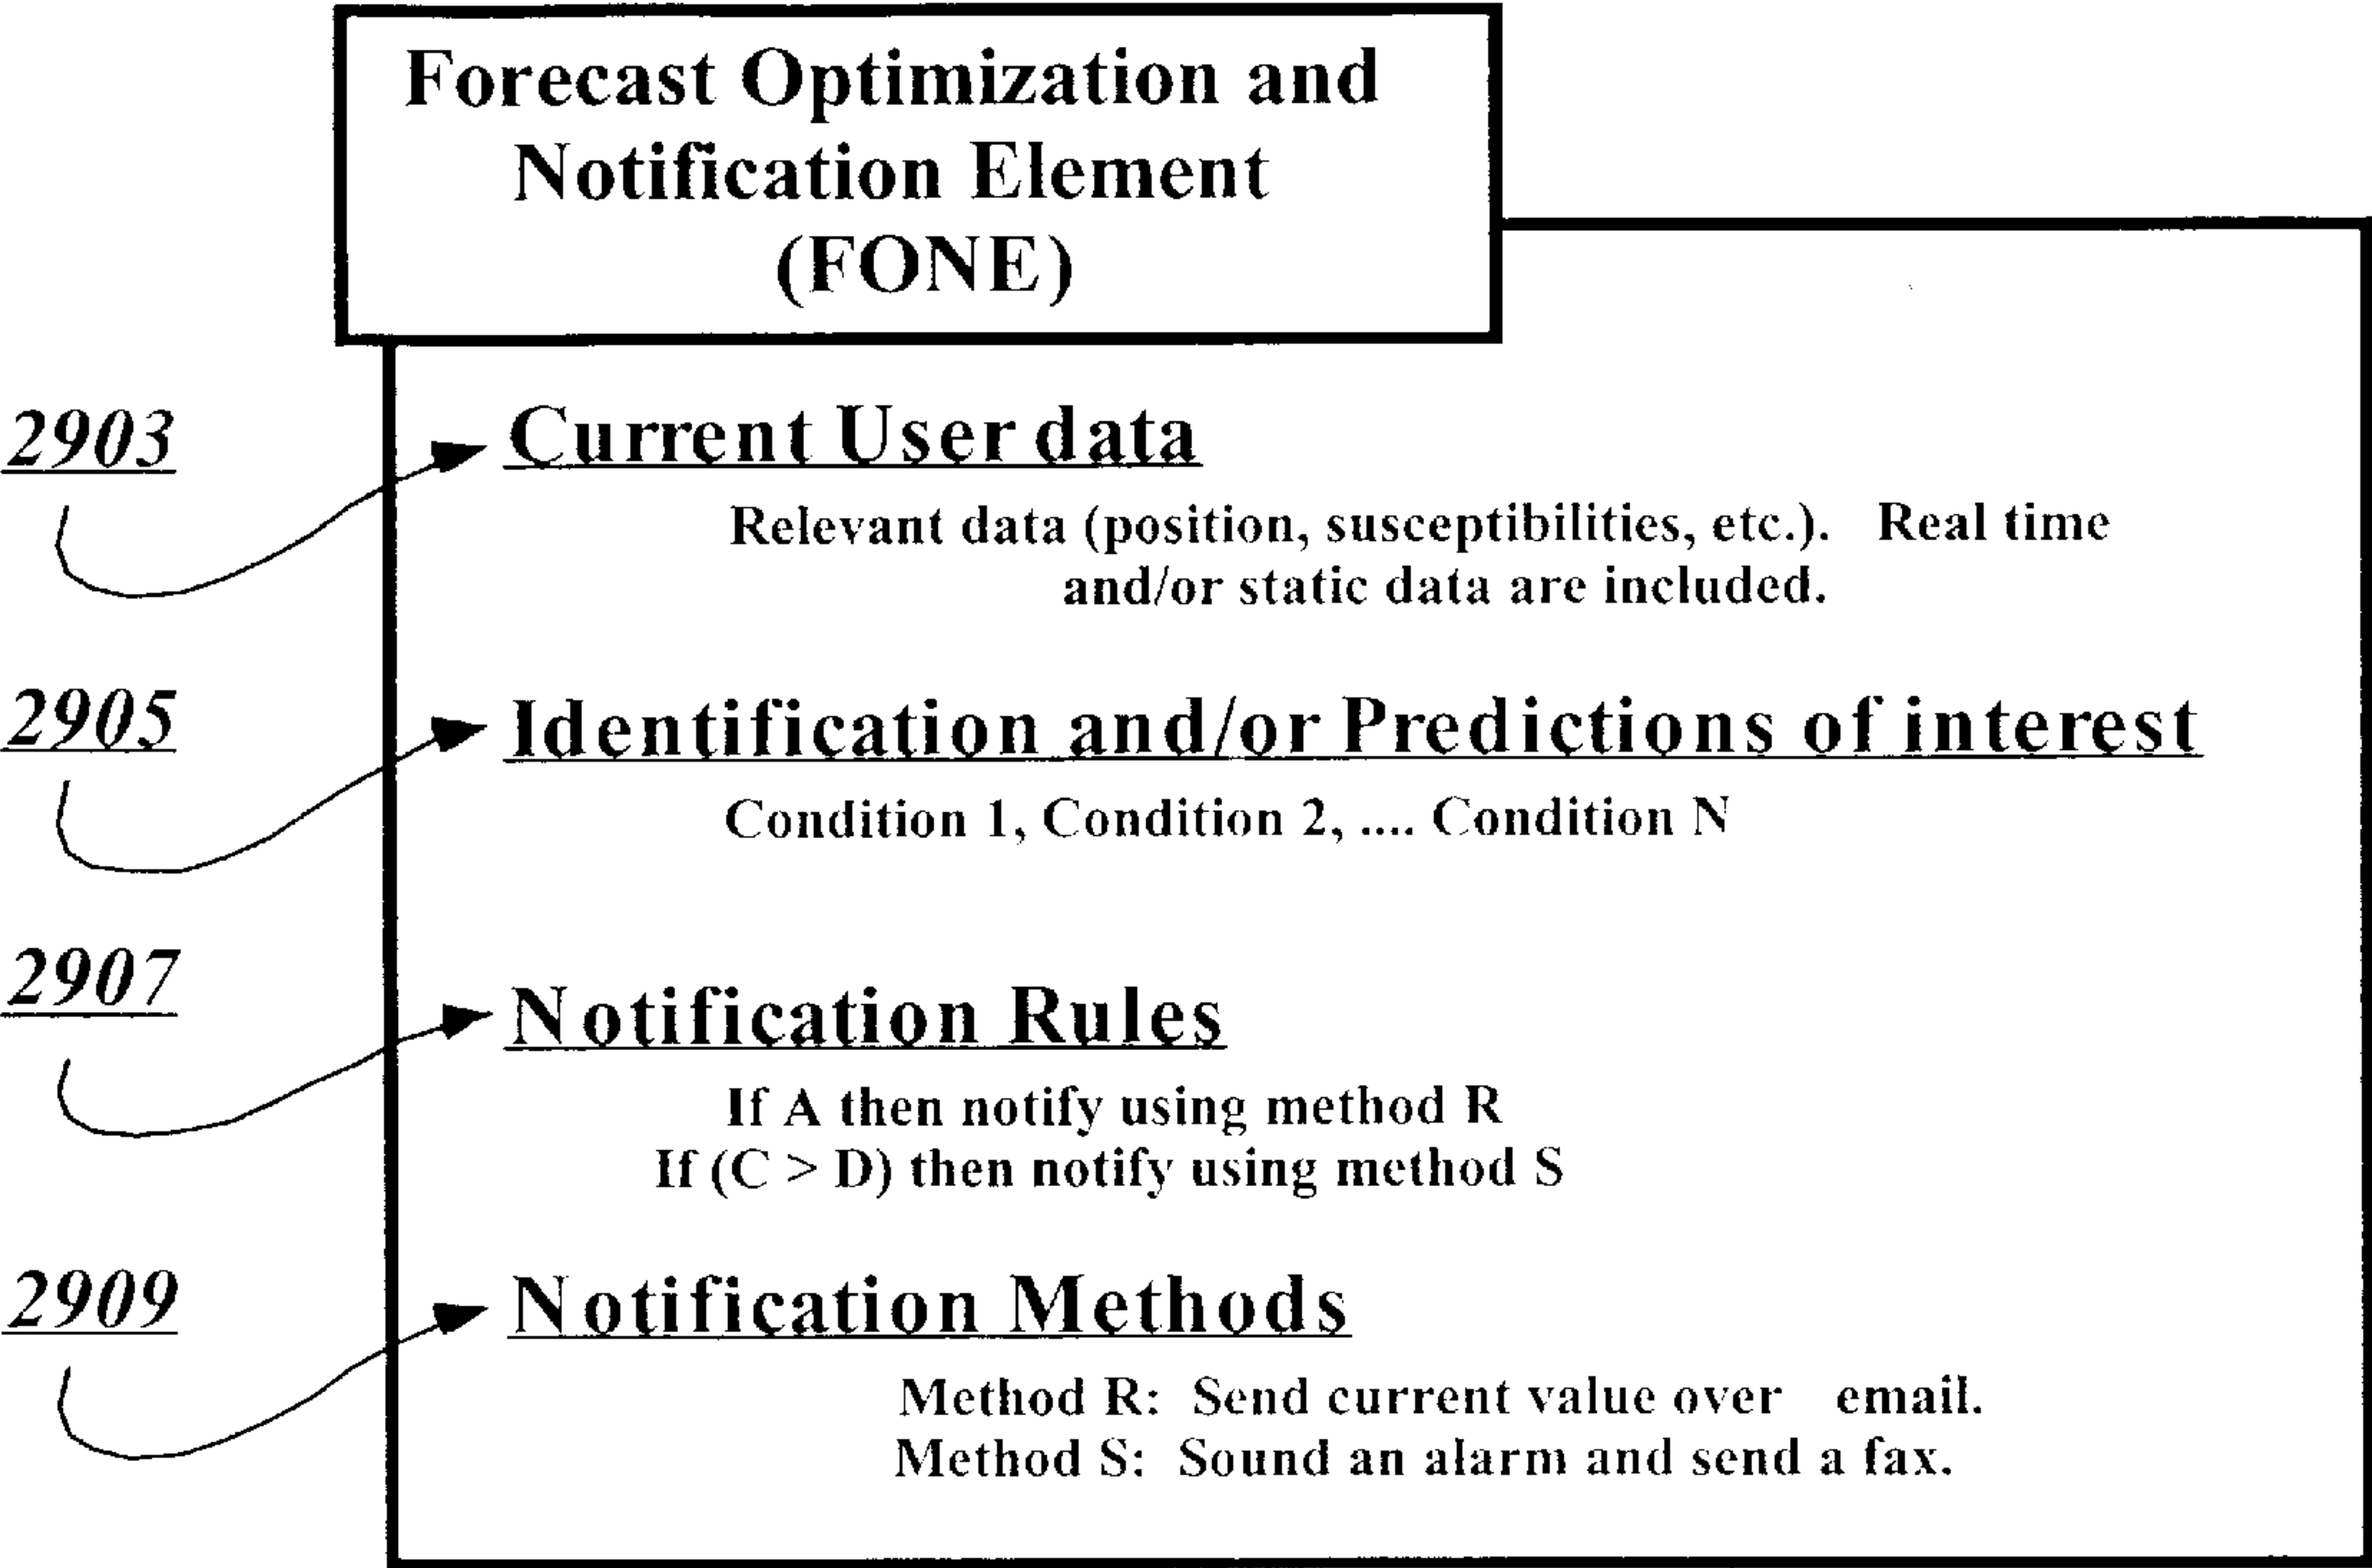 Forecast Optimization and
Notification Element
(FONE)
2903
Current User data
Relevant data (position, susceptibilities, etc.). Real time
and/or static data are included.
2905
Identification and/or Predictions of interest
Condition 1, Condition 2, .... Condition N
2907
Notification Rules
If A then notify using method R
If (C > D) then notify using method S
2909
Notification Methods
Method R: Send current value over email.
Method S: Sound an alarm and send a fax.